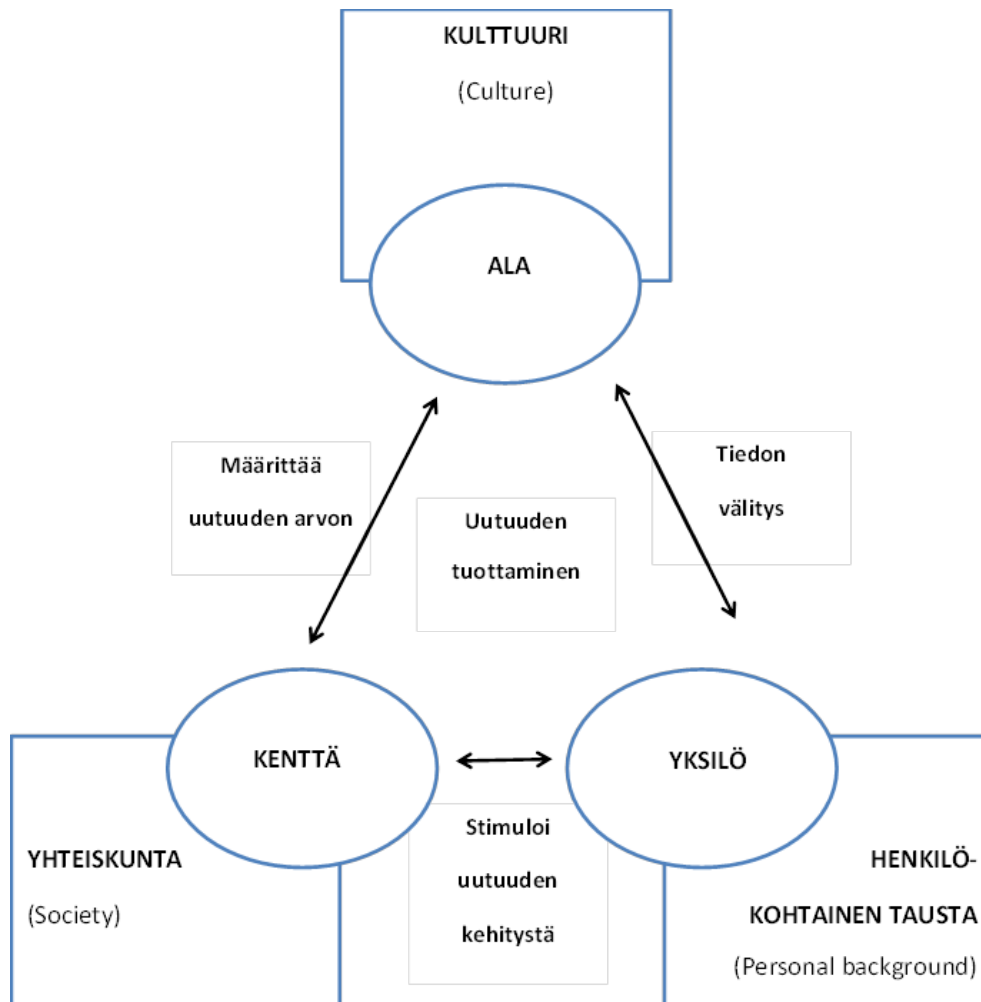 KULTTUURI
(Culture)
ALA
Määrittää
uutuuden arvon
Uutuuden
tuottaminen
Tiedon
välitys
KENTTÄ
YKSILÖ
YHTEISKUNTA
(Society)
Stimuloi
uutuuden
kehitystä
HENKILÖ-
KOHTAINEN TAUSTA
(Personal background)